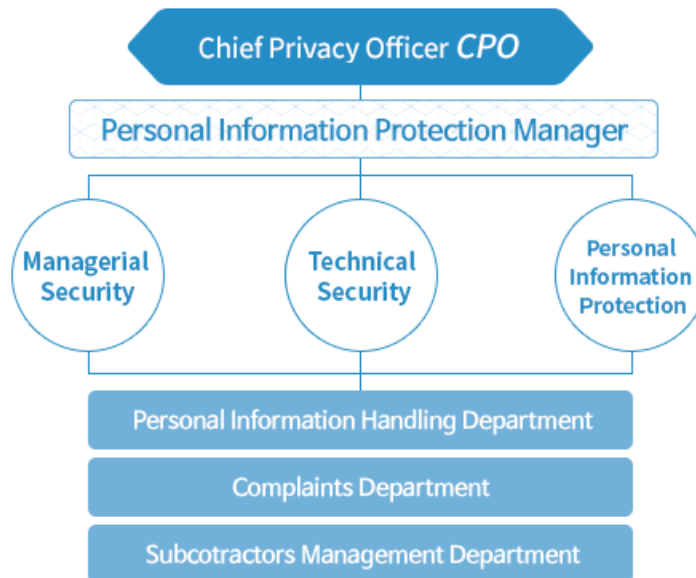 Chief Privacy Officer CPO
Personal Information Protection Manager
Managerial
Security
Technical
Security
Personal
Information
Protection
Personal Information Handling Department
Complaints Department
Subcotractors Management Department